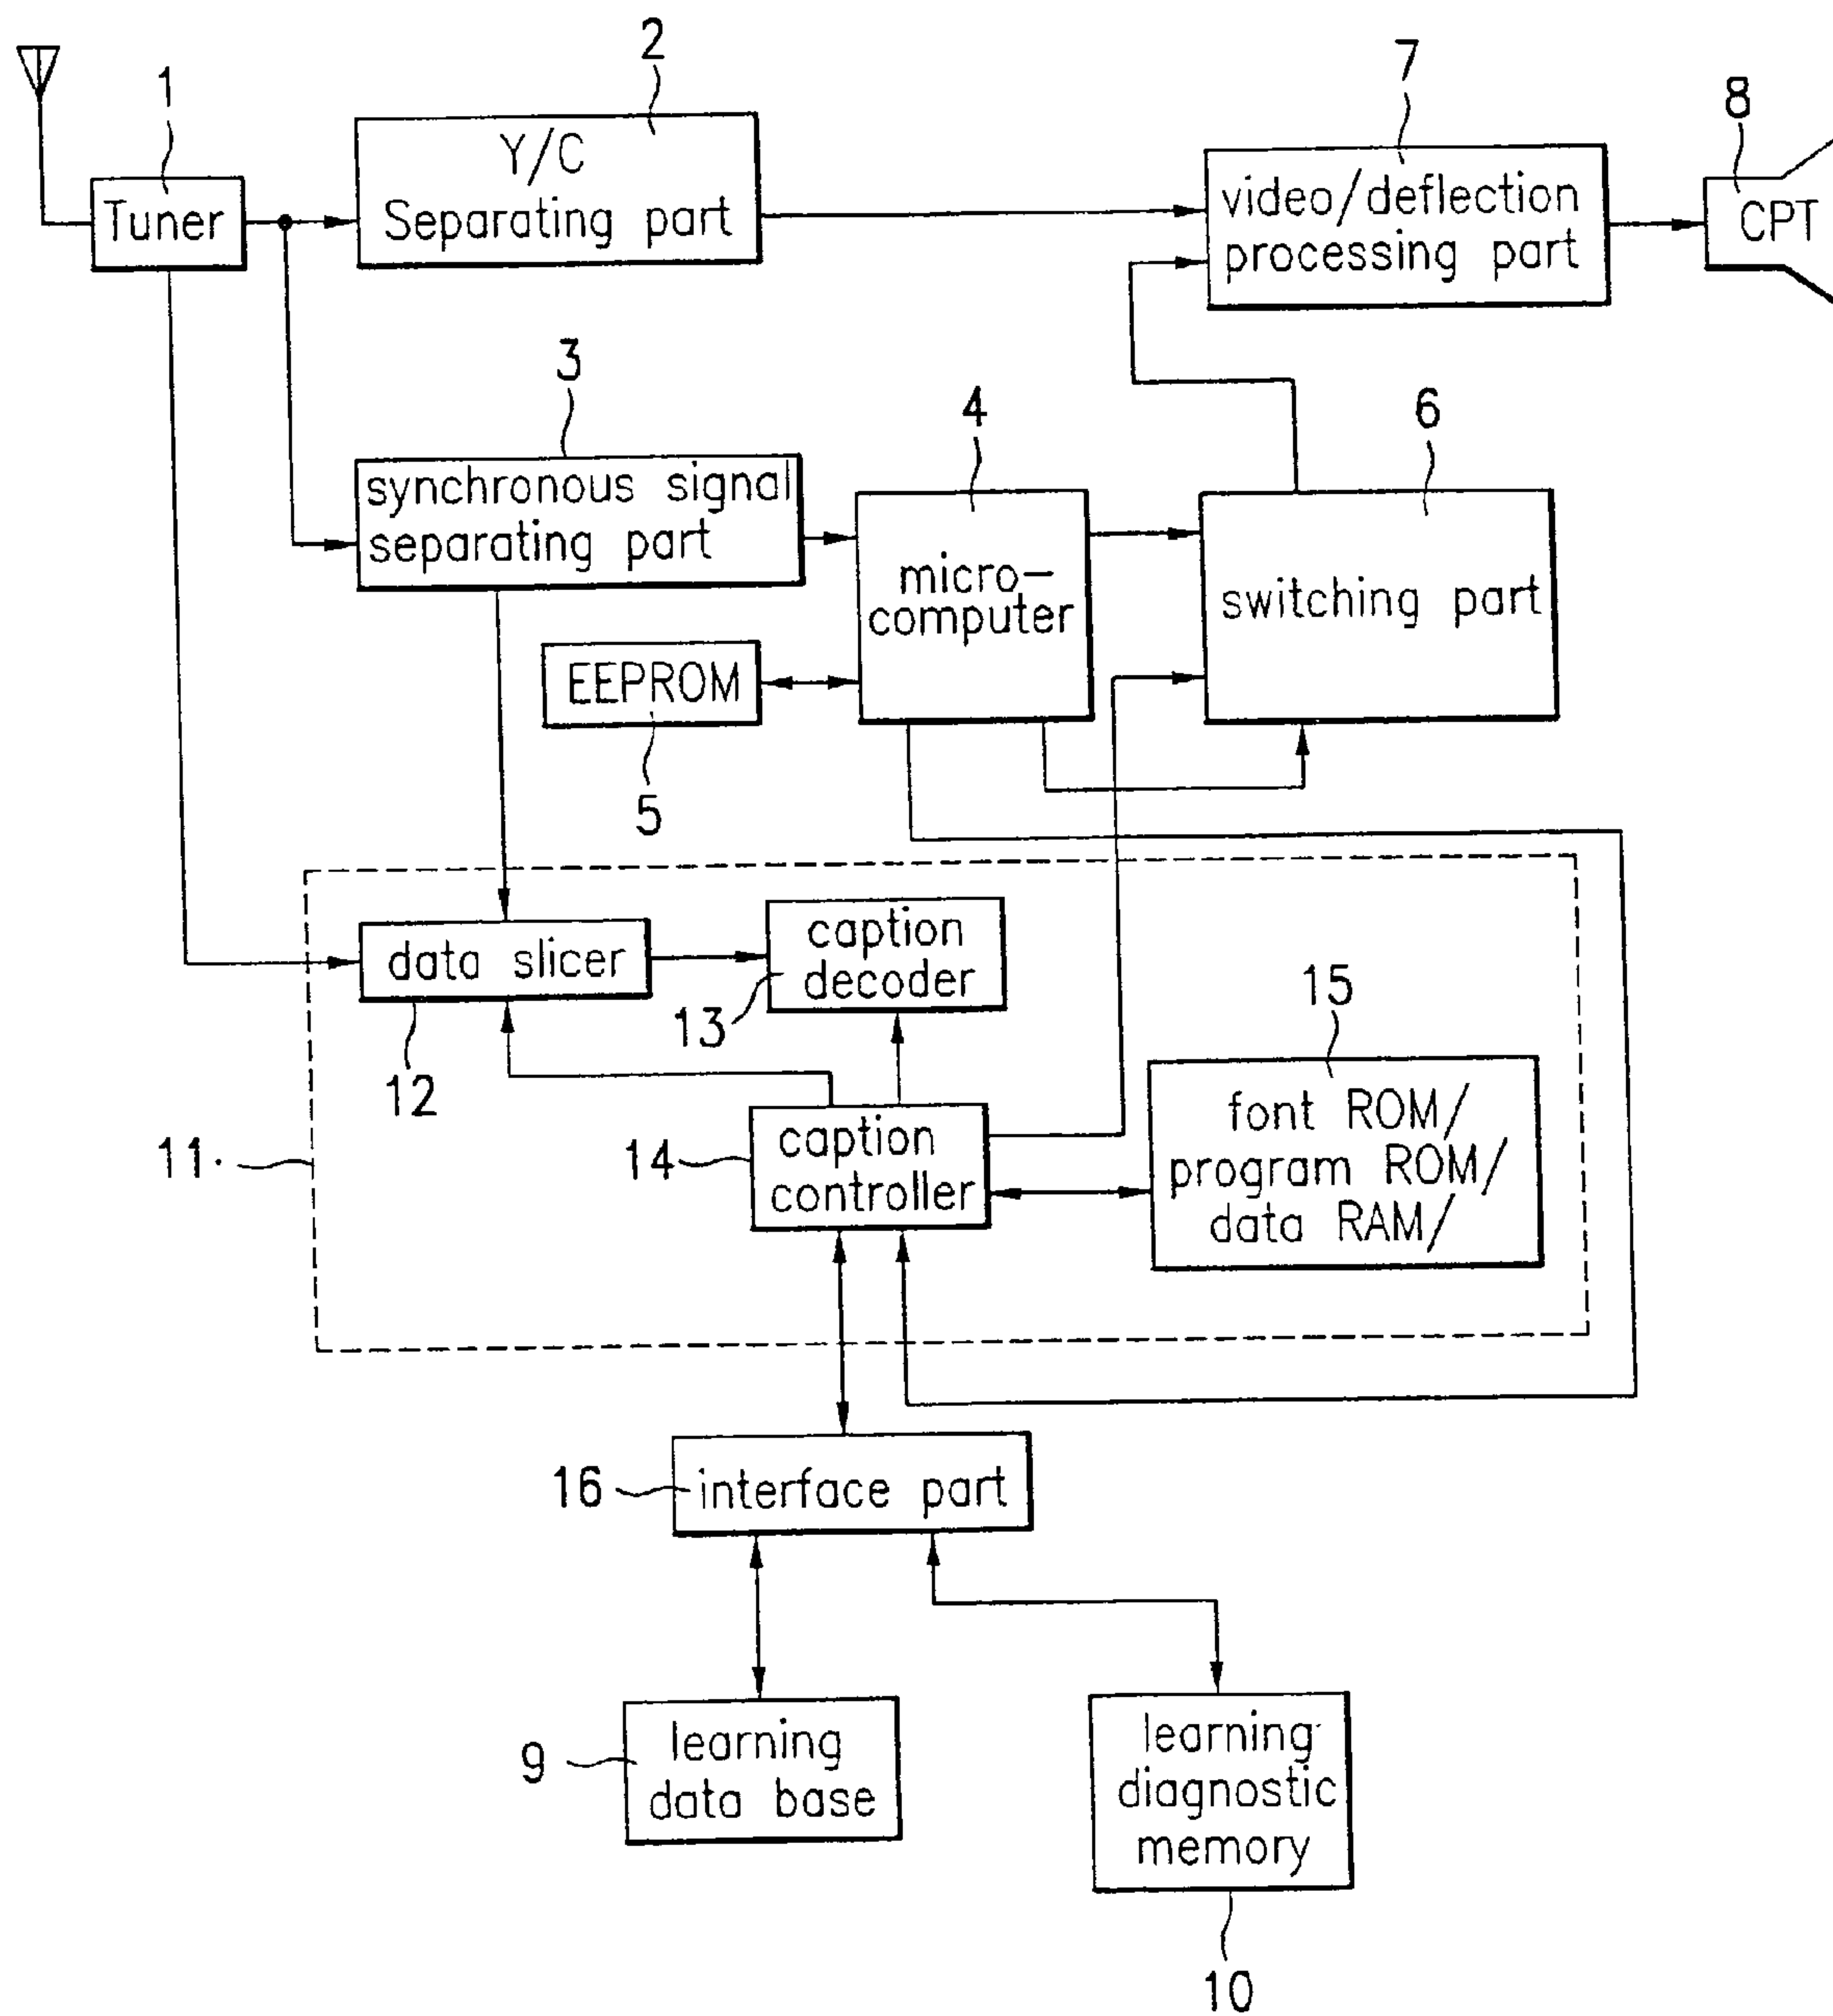 2
7
8
1
Y/C
Separating part
Tuner
video/deflection
processing part
CPT
3
4
6
synchronous signal
separating part
micro-
computer
switching part
EEPROM
5
data slicer
caption
decoder
13
12
15
11
14
caption
controller
font ROM/
program ROM/
data RAM/
16
interface part
9
learning
data base
learning
diagnostic
memory
10